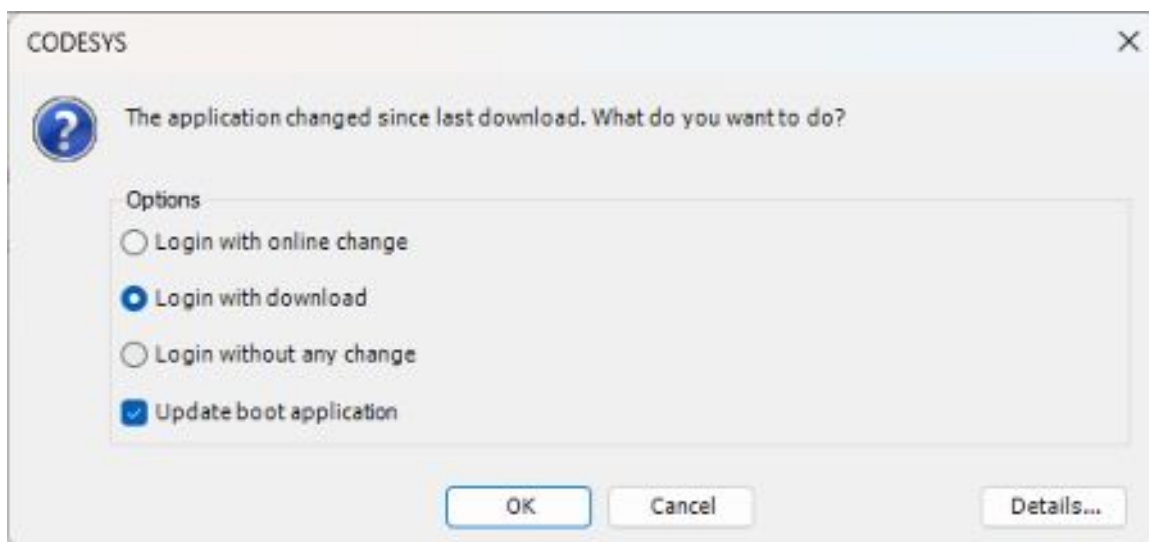 CODESYS
The application changed since last download. What do you want to do?
Options
Login with online change
Login with download
Login without any change
Update boot application
OK Cancel Details...